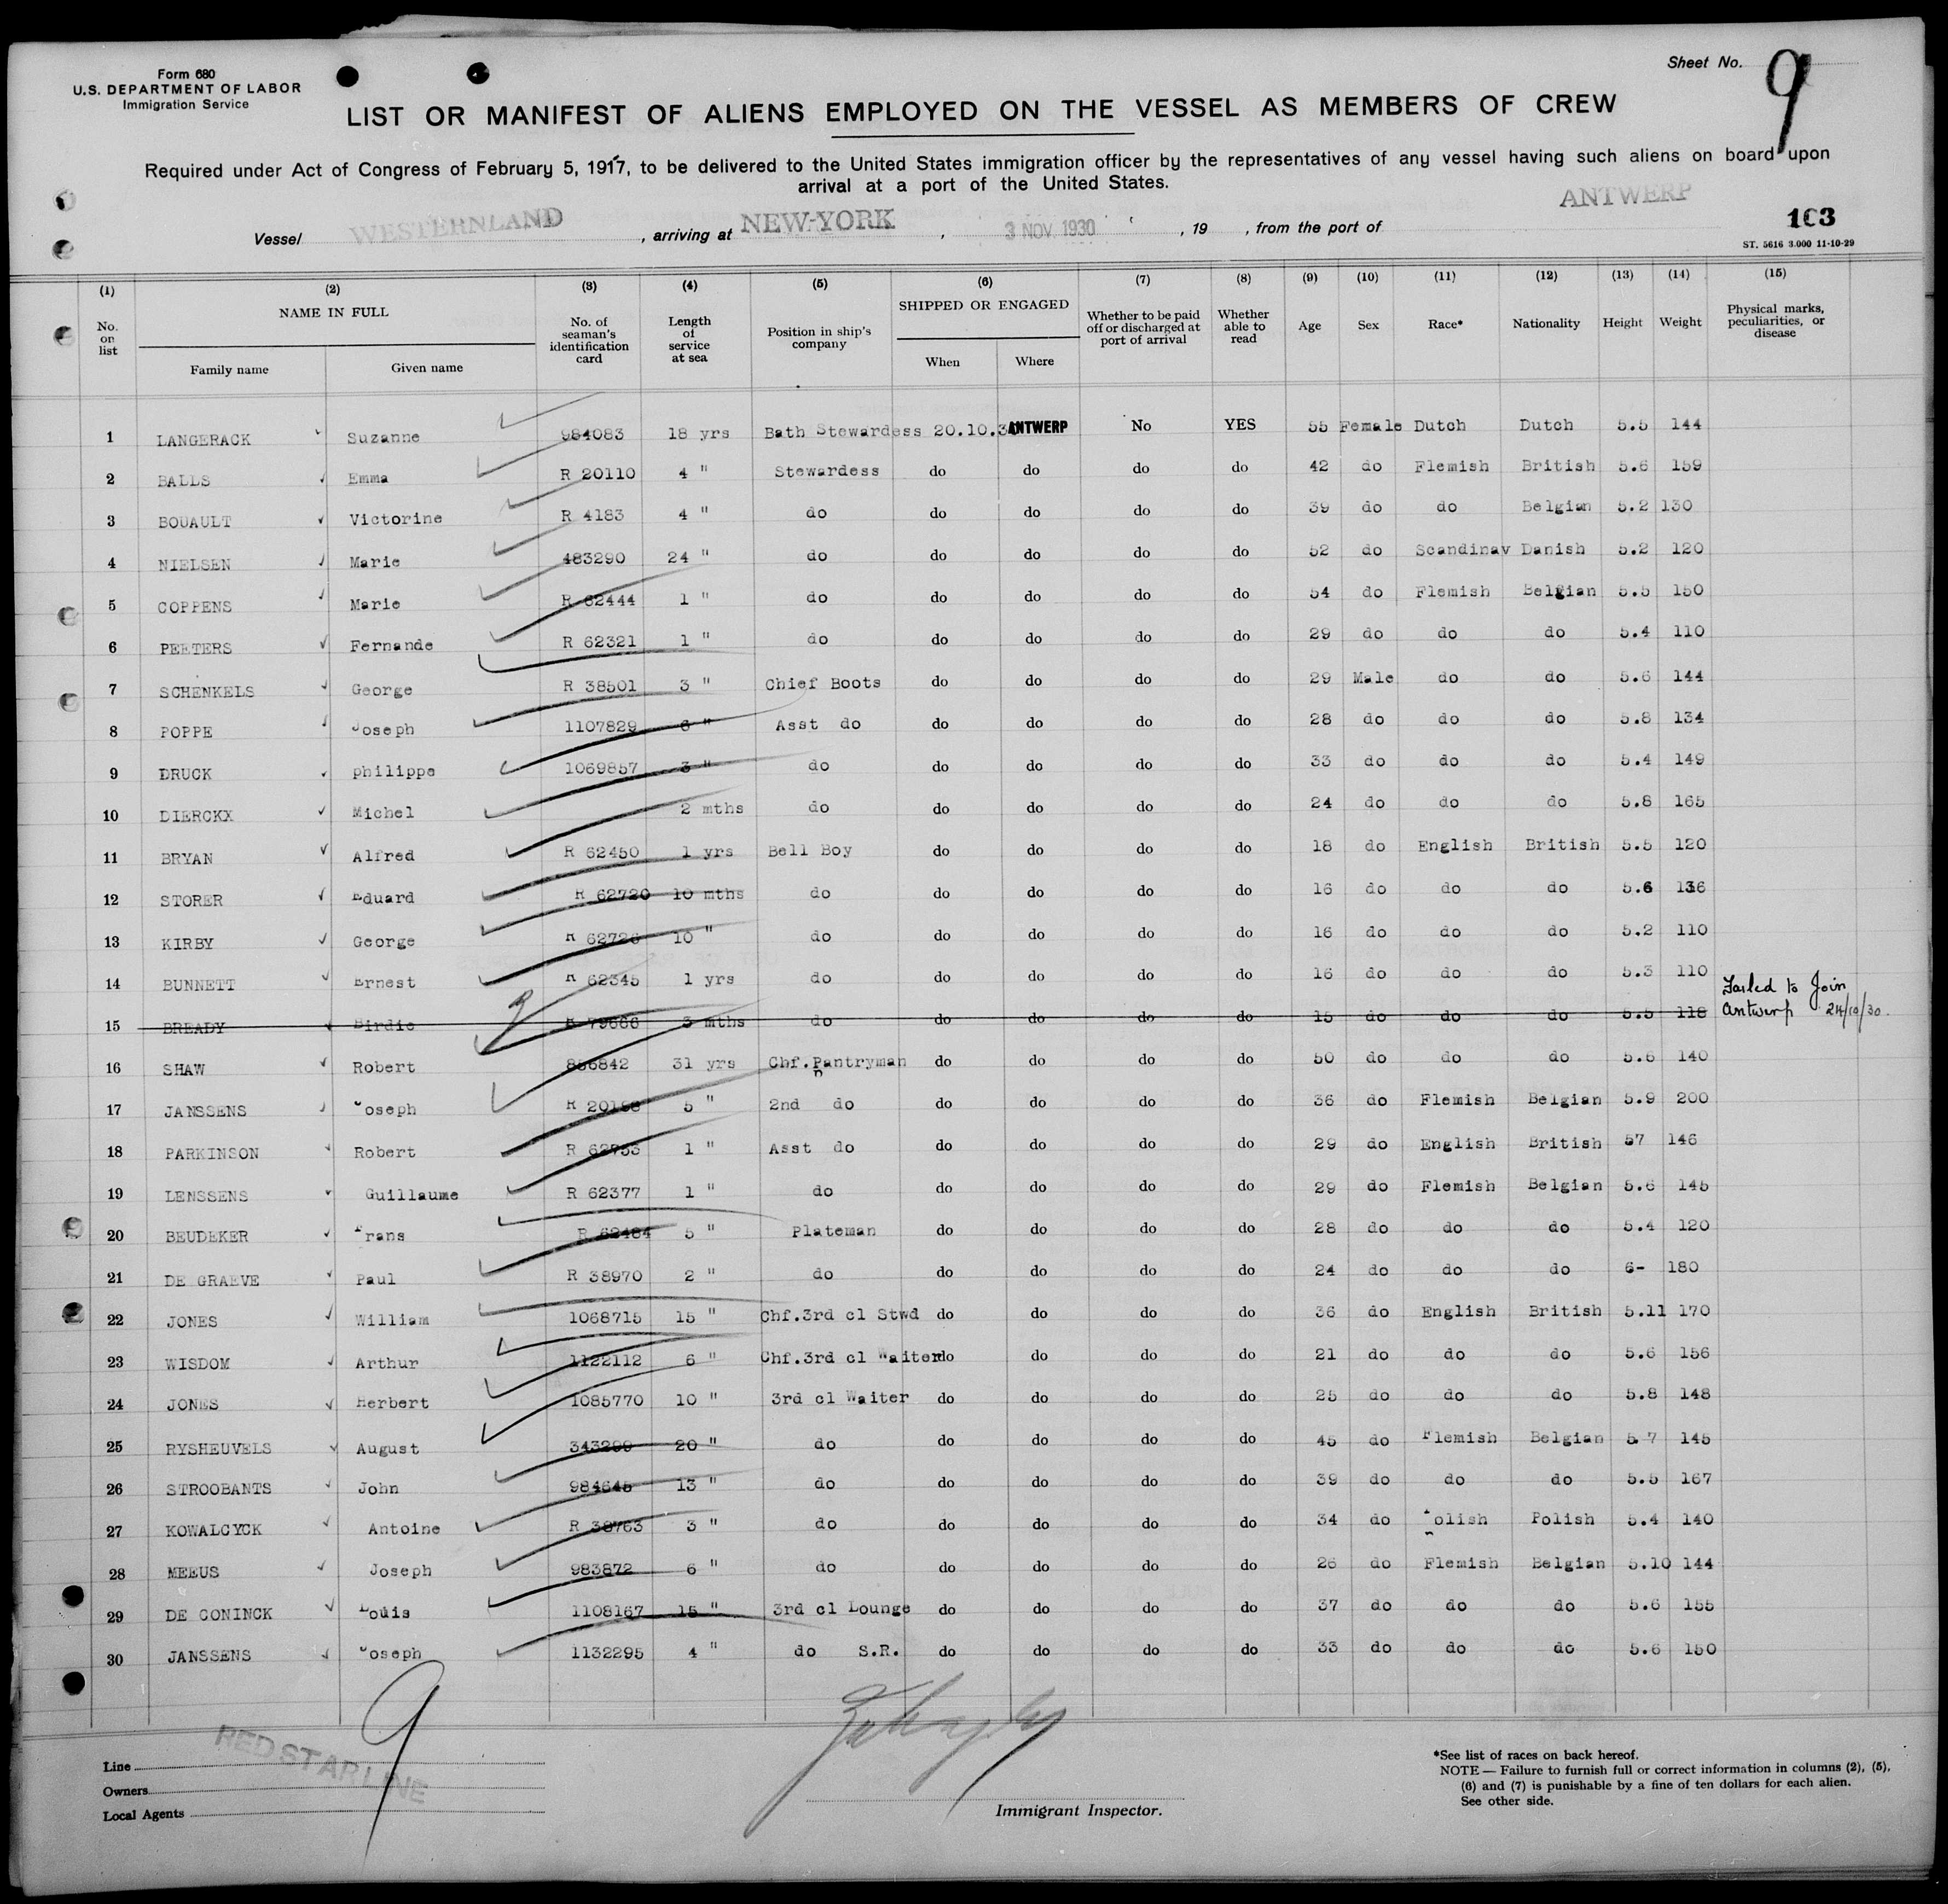 Form 680
U.S. DEPARTMENT OF LABOR
Immigration Service
Sheet No. 9
LIST OR MANIFEST OF ALIENS EMPLOYED ON THE VESSEL AS MEMBERS OF CREW
Required under Act of Congress of February 5, 1917, to be delivered to the United States immigration officer by the representatives of any vessel having such aliens on board upon
arrival at a port of the United States.
Vessel WESTERNLAND, arriving at NEW-YORK, 3 NOV 1930, 19 , from the port of ANTWERP
103
ST. 5616 3.000 11-10-29
(1) (2) (3) (4) (5) (6) (7) (8) (9) (10) (11) (12) (13) (14) (15)
No. on list | NAME IN FULL | No. of seaman's identification card | Length of service at sea | Position in ship's company | SHIPPED OR ENGAGED | Whether to be paid off or discharged at port of arrival | Whether able to read | Age | Sex | Race* | Nationality | Height | Weight | Physical marks, peculiarities, or disease
Family name | Given name | When | Where
1 LANGERACK Suzanne 984083 18 yrs Bath Stewardess 20.10.30 ANTWERP No YES 55 Female Dutch Dutch 5.5 144
2 BALLS Emma R 20110 4 " Stewardess do do do do 42 do Flemish British 5.6 159
3 BOUAULT Victorine R 4183 4 " do do do do do 39 do do Belgian 5.2 130
4 NIELSEN Marie 483290 24 " do do do do do 52 do Scandinav Danish 5.2 120
5 COPPENS Marie R 62444 1 " do do do do do 54 do Flemish Belgian 5.5 150
6 PEETERS Fernande R 62321 1 " do do do do do 29 do do do 5.4 110
7 SCHENKELS George R 38501 3 " Chief Boots do do do do 29 Male do do 5.6 144
8 POPPE Joseph 1107829 6 " Asst do do do do do 28 do do do 5.8 134
9 DRUCK philippe 1069857 3 " do do do do do 33 do do do 5.4 149
10 DIERCKX Michel 2 mths do do do do do 24 do do do 5.8 165
11 BRYAN Alfred R 62450 1 yrs Bell Boy do do do do 18 do English British 5.5 120
12 STORER Eduard R 62720 10 mths do do do do do 16 do do do 5.6 136
13 KIRBY George R 62726 10 " do do do do do 16 do do do 5.2 110
14 BUNNETT Ernest R 62345 1 yrs do do do do do 16 do do do 5.3 110
15 BREADY Birdie R 79666 3 mths do do do do do 15 do do do 5.5 118 Failed to Join
Antwerp 24/10/30.
16 SHAW Robert 856842 31 yrs Chf.Pantryman do do do do 50 do do do 5.6 140
17 JANSSENS Joseph R 20198 5 " 2nd do do do do do 36 do Flemish Belgian 5.9 200
18 PARKINSON Robert R 62753 1 " Asst do do do do do 29 do English British 57 146
19 LENSSENS Guillaume R 62377 1 " do do do do do 29 do Flemish Belgian 5.6 145
20 BEUDEKER Frans R 62484 5 " Plateman do do do do 28 do do do 5.4 120
21 DE GRAEVE Paul R 38970 2 " do do do do do 24 do do do 6- 180
22 JONES William 1068715 15 " Chf.3rd cl Stwd do do do do 36 do English British 5.11 170
23 WISDOM Arthur 1122112 6 " Chf.3rd cl Waiter do do do do 21 do do do 5.6 156
24 JONES Herbert 1085770 10 " 3rd cl Waiter do do do do 25 do do do 5.8 148
25 RYSHEUVELS August 343299 20 " do do do do do 45 do Flemish Belgian 5.7 145
26 STROOBANTS John 984645 13 " do do do do do 39 do do do 5.5 167
27 KOWALCYCK Antoine R 38763 3 " do do do do do 34 do Polish Polish 5.4 140
28 MEEUS Joseph 983872 6 " do do do do do 26 do Flemish Belgian 5.10 144
29 DE CONINCK Louis 1108167 15 " 3rd cl Lounge do do do do 37 do do do 5.6 155
30 JANSSENS Joseph 1132295 4 " do S.R. do do do do 33 do do do 5.6 150
9
RED STAR LINE
Line
Owners
Local Agents
Immigrant Inspector.
*See list of races on back hereof.
NOTE — Failure to furnish full or correct information in columns (2), (5),
(6) and (7) is punishable by a fine of ten dollars for each alien.
See other side.